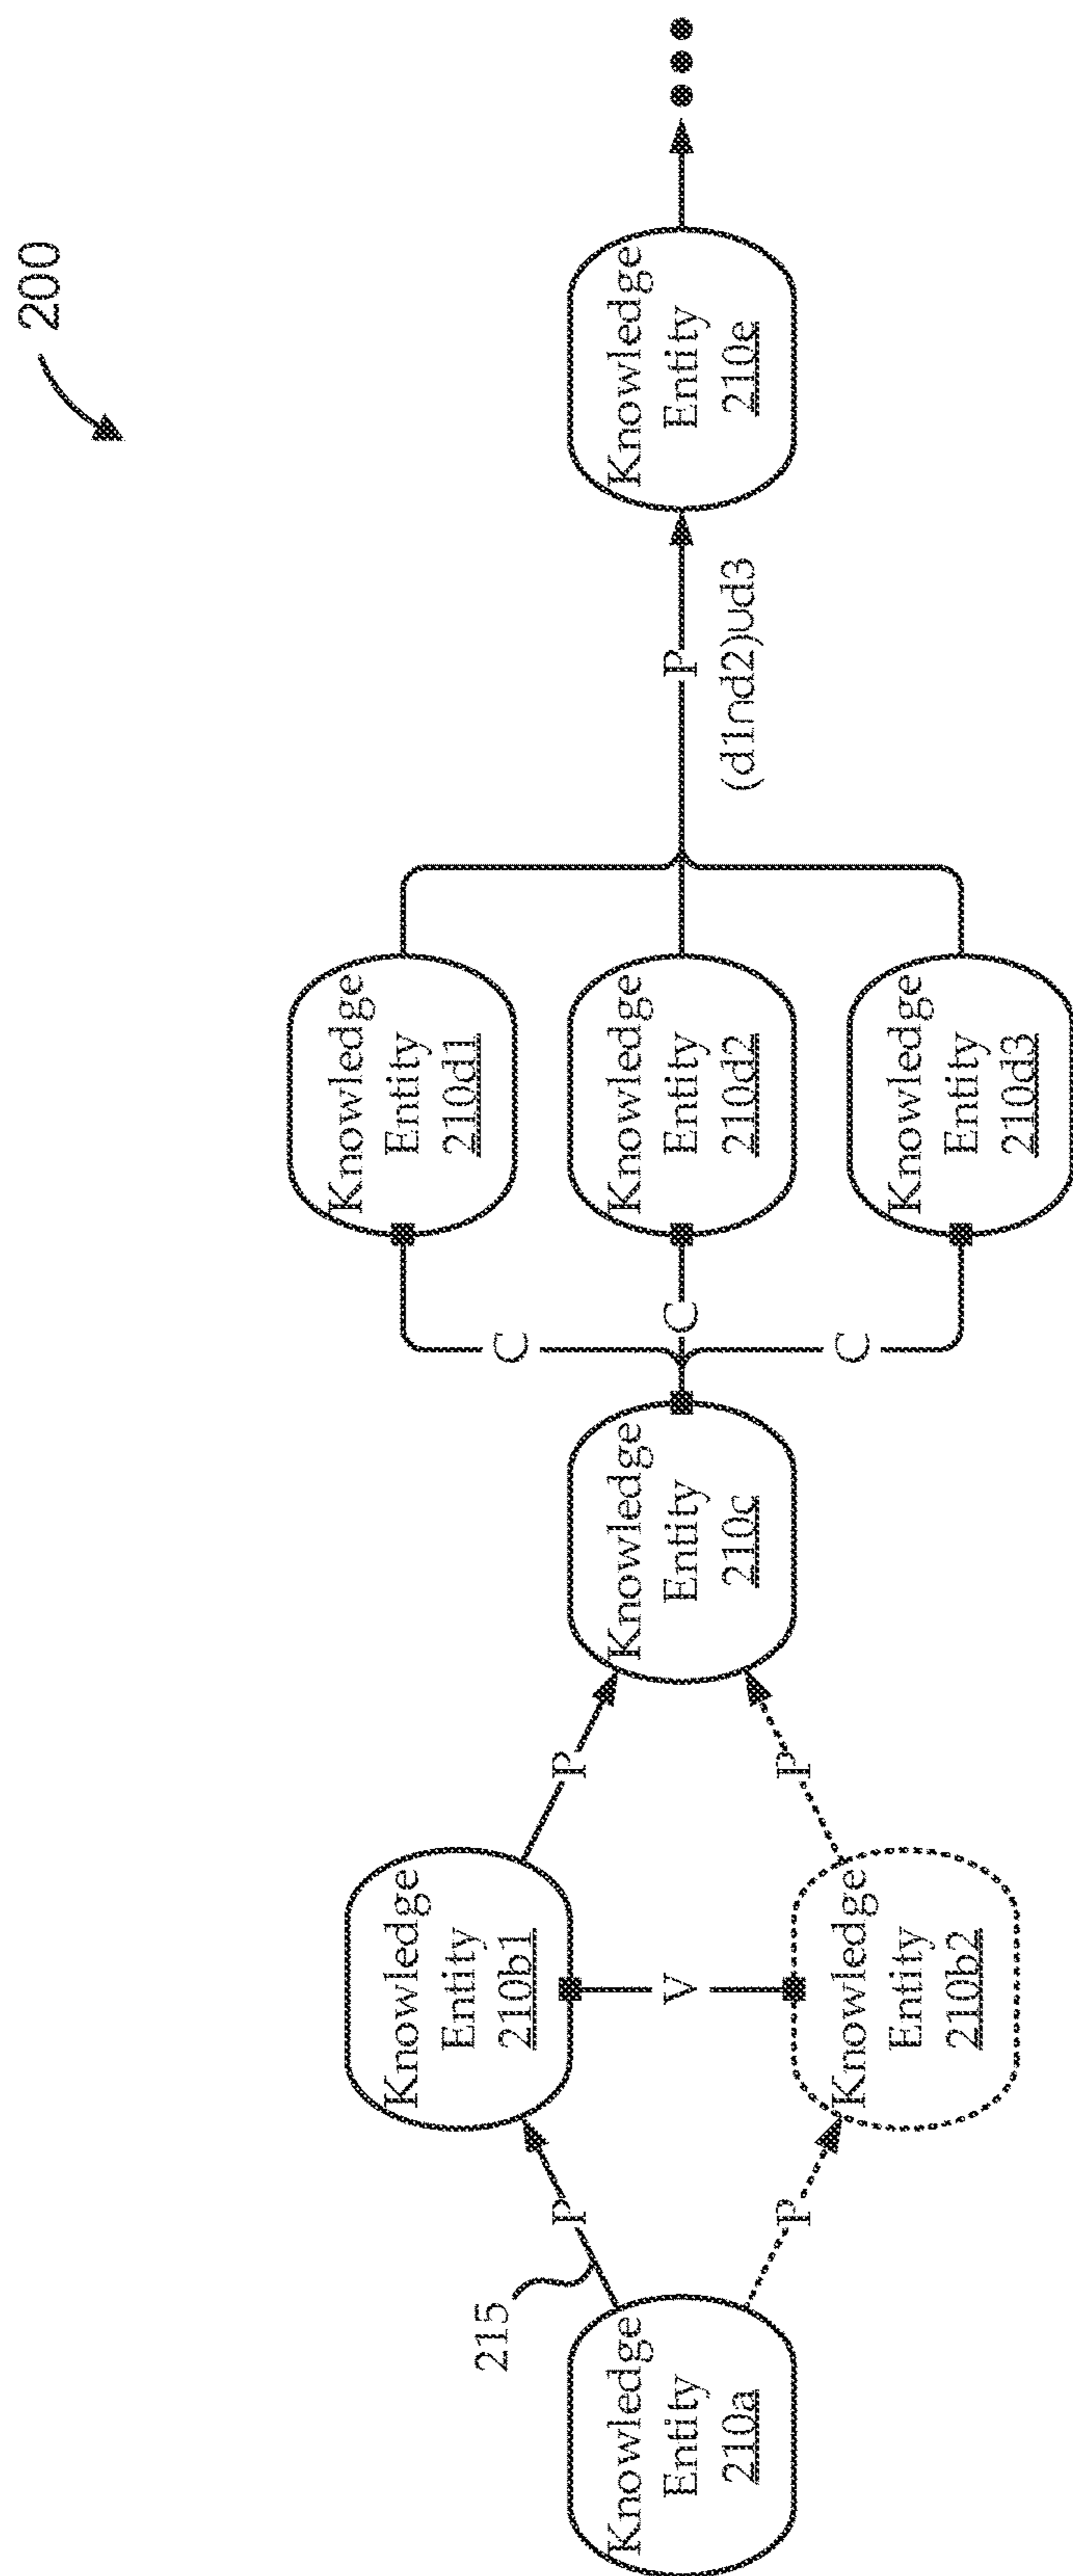 200
215
Knowledge
Entity
210a
P
P
Knowledge
Entity
210b1
V
Knowledge
Entity
210b2
P
P
Knowledge
Entity
210c
C
C
C
Knowledge
Entity
210d1
Knowledge
Entity
210d2
Knowledge
Entity
210d3
P
(d1∩d2)∪d3
Knowledge
Entity
210e